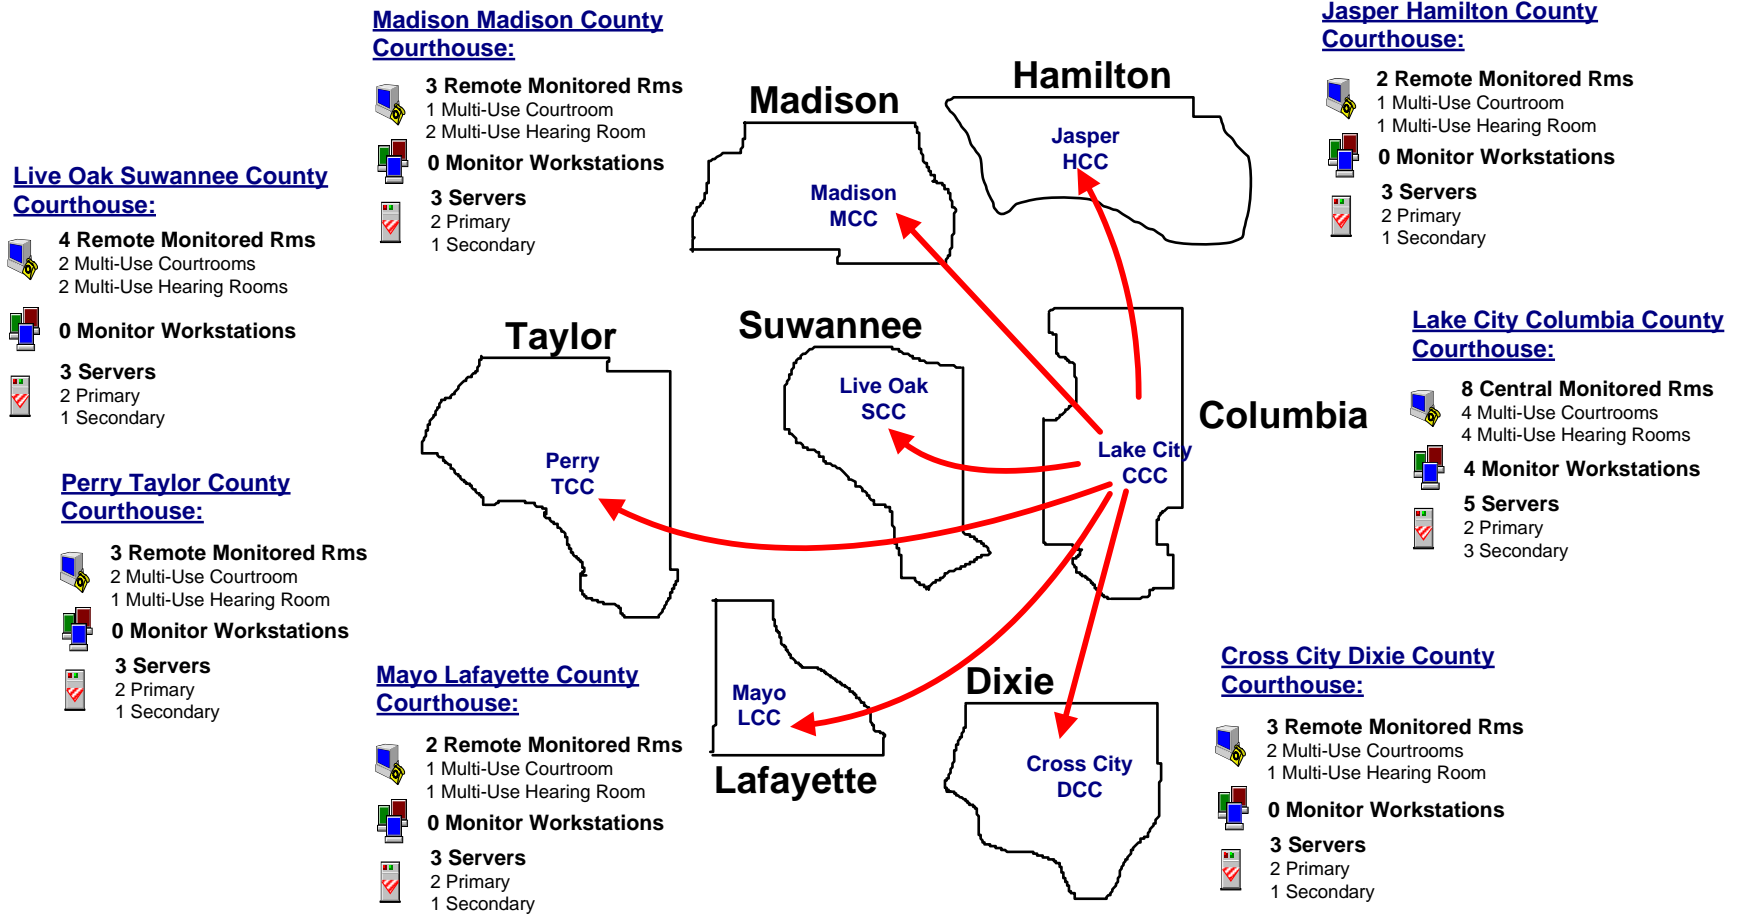 Madison Madison County
Courthouse:
3 Remote Monitored Rms
1 Multi-Use Courtroom
2 Multi-Use Hearing Room
0 Monitor Workstations
3 Servers
2 Primary
1 Secondary
Jasper Hamilton County
Courthouse:
2 Remote Monitored Rms
1 Multi-Use Courtroom
1 Multi-Use Hearing Room
0 Monitor Workstations
3 Servers
2 Primary
1 Secondary
Live Oak Suwannee County
Courthouse:
4 Remote Monitored Rms
2 Multi-Use Courtrooms
2 Multi-Use Hearing Rooms
0 Monitor Workstations
3 Servers
2 Primary
1 Secondary
Madison
Madison
MCC
Hamilton
Jasper
HCC
Taylor
Perry
TCC
Suwannee
Live Oak
SCC
Columbia
Lake City
CCC
Lake City Columbia County
Courthouse:
8 Central Monitored Rms
4 Multi-Use Courtrooms
4 Multi-Use Hearing Rooms
4 Monitor Workstations
5 Servers
2 Primary
3 Secondary
Perry Taylor County
Courthouse:
3 Remote Monitored Rms
2 Multi-Use Courtroom
1 Multi-Use Hearing Room
0 Monitor Workstations
3 Servers
2 Primary
1 Secondary
Mayo Lafayette County
Courthouse:
2 Remote Monitored Rms
1 Multi-Use Courtroom
1 Multi-Use Hearing Room
0 Monitor Workstations
3 Servers
2 Primary
1 Secondary
Mayo
LCC
Lafayette
Dixie
Cross City
DCC
Cross City Dixie County
Courthouse:
3 Remote Monitored Rms
2 Multi-Use Courtrooms
1 Multi-Use Hearing Room
0 Monitor Workstations
3 Servers
2 Primary
1 Secondary